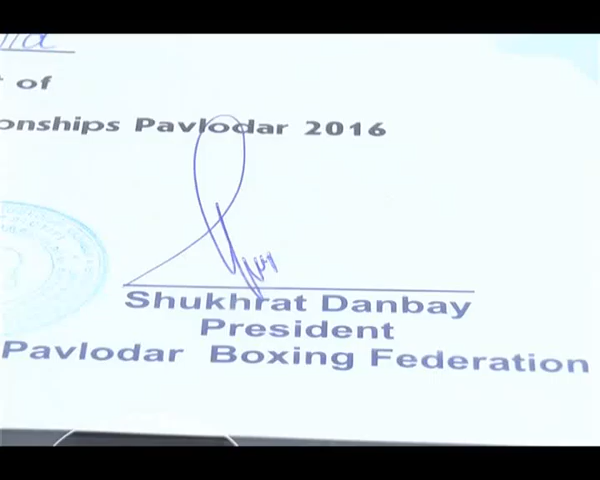 of
onships Pavlodar 2016
Shukhrat Danbay
President
Pavlodar Boxing Federation